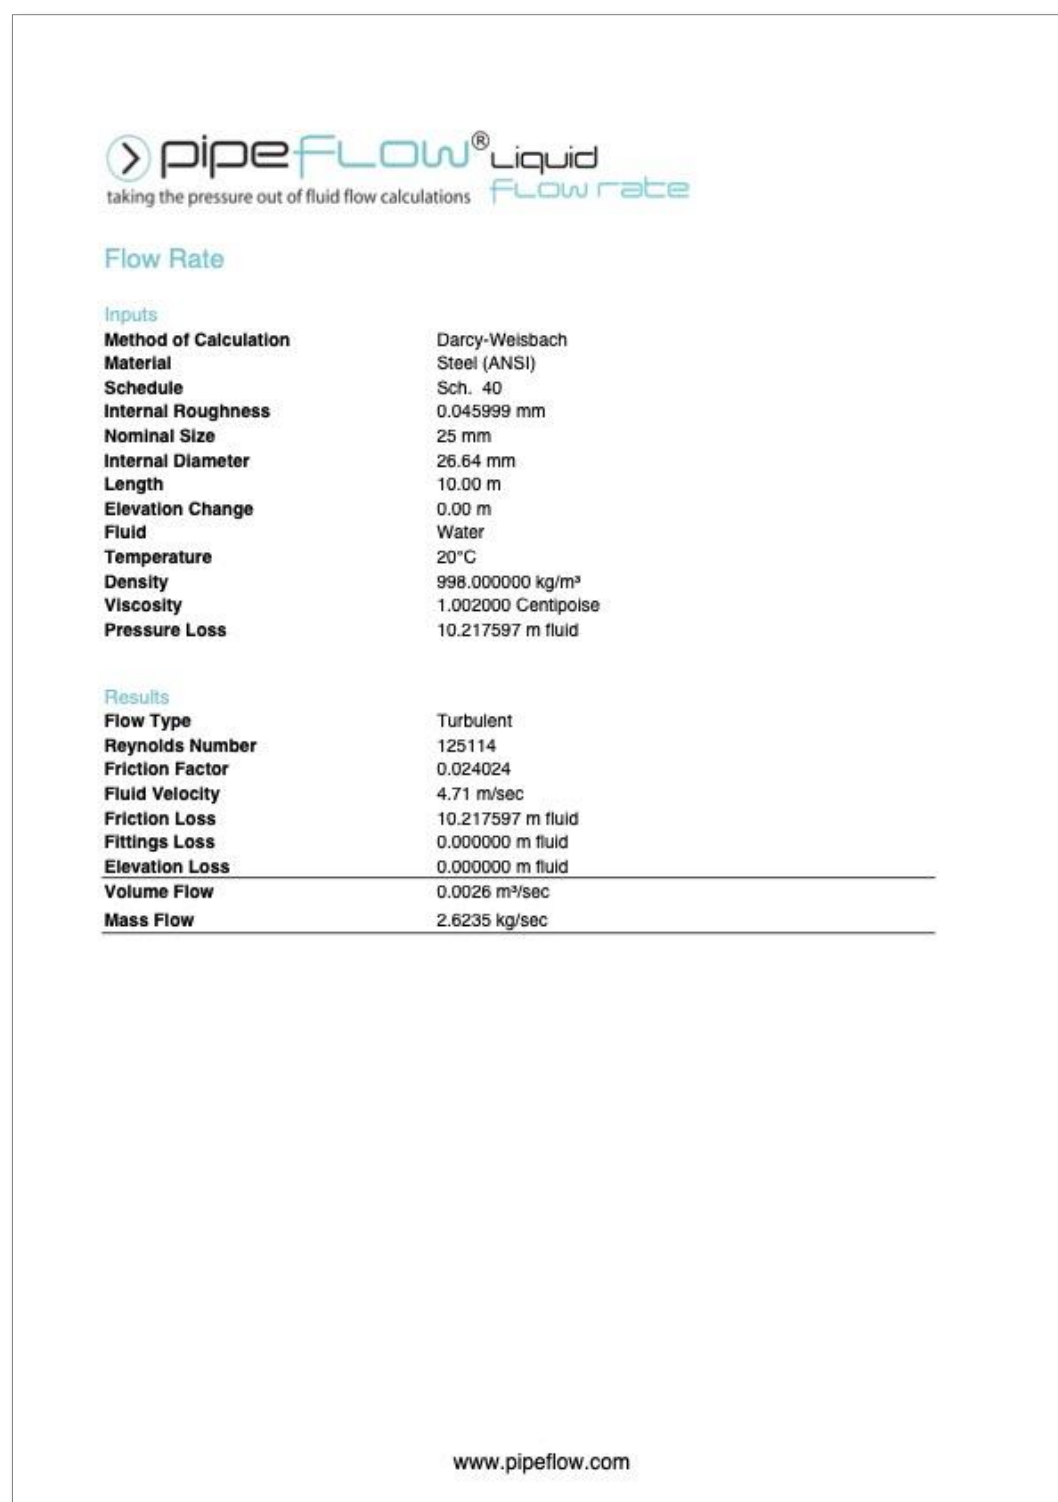 pipeFLOW® Liquid
taking the pressure out of fluid flow calculations FLOW rate
Flow Rate
Inputs
Method of Calculation Darcy-Weisbach
Material Steel (ANSI)
Schedule Sch. 40
Internal Roughness 0.045999 mm
Nominal Size 25 mm
Internal Diameter 26.64 mm
Length 10.00 m
Elevation Change 0.00 m
Fluid Water
Temperature 20°C
Density 998.000000 kg/m³
Viscosity 1.002000 Centipoise
Pressure Loss 10.217597 m fluid
Results
Flow Type Turbulent
Reynolds Number 125114
Friction Factor 0.024024
Fluid Velocity 4.71 m/sec
Friction Loss 10.217597 m fluid
Fittings Loss 0.000000 m fluid
Elevation Loss 0.000000 m fluid
Volume Flow 0.0026 m³/sec
Mass Flow 2.6235 kg/sec
www.pipeflow.com